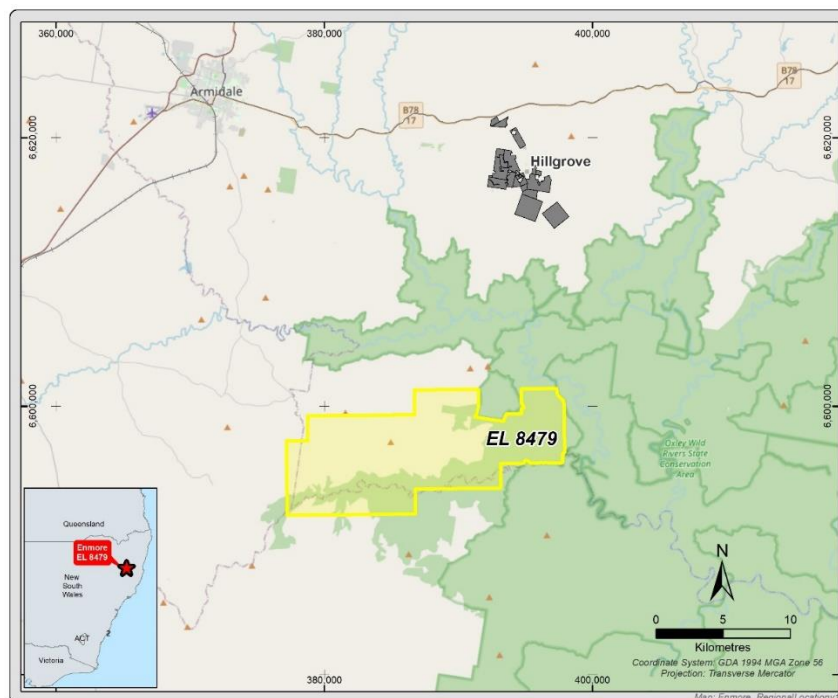 360,000
380,000
400,000
B78
17
Armidale
B78
17
6,620,000
6,620,000
Hillgrove
6,600,000
6,600,000
EL 8479
Oxley Wild
Rivers State
Conservation
Area
Queensland
Enmore
EL 8479
New
South
Wales
ACT
Victoria
N
0
5
10
Kilometres
Coordinate System: GDA 1994 MGA Zone 56
Projection: Transverse Mercator
380,000
400,000